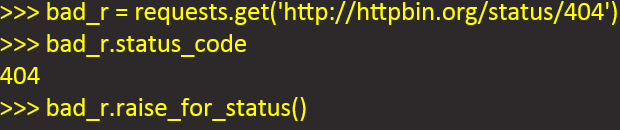 >>> bad_r = requests.get('http://httpbin.org/status/404')
>>> bad_r.status_code
404
>>> bad_r.raise_for_status()